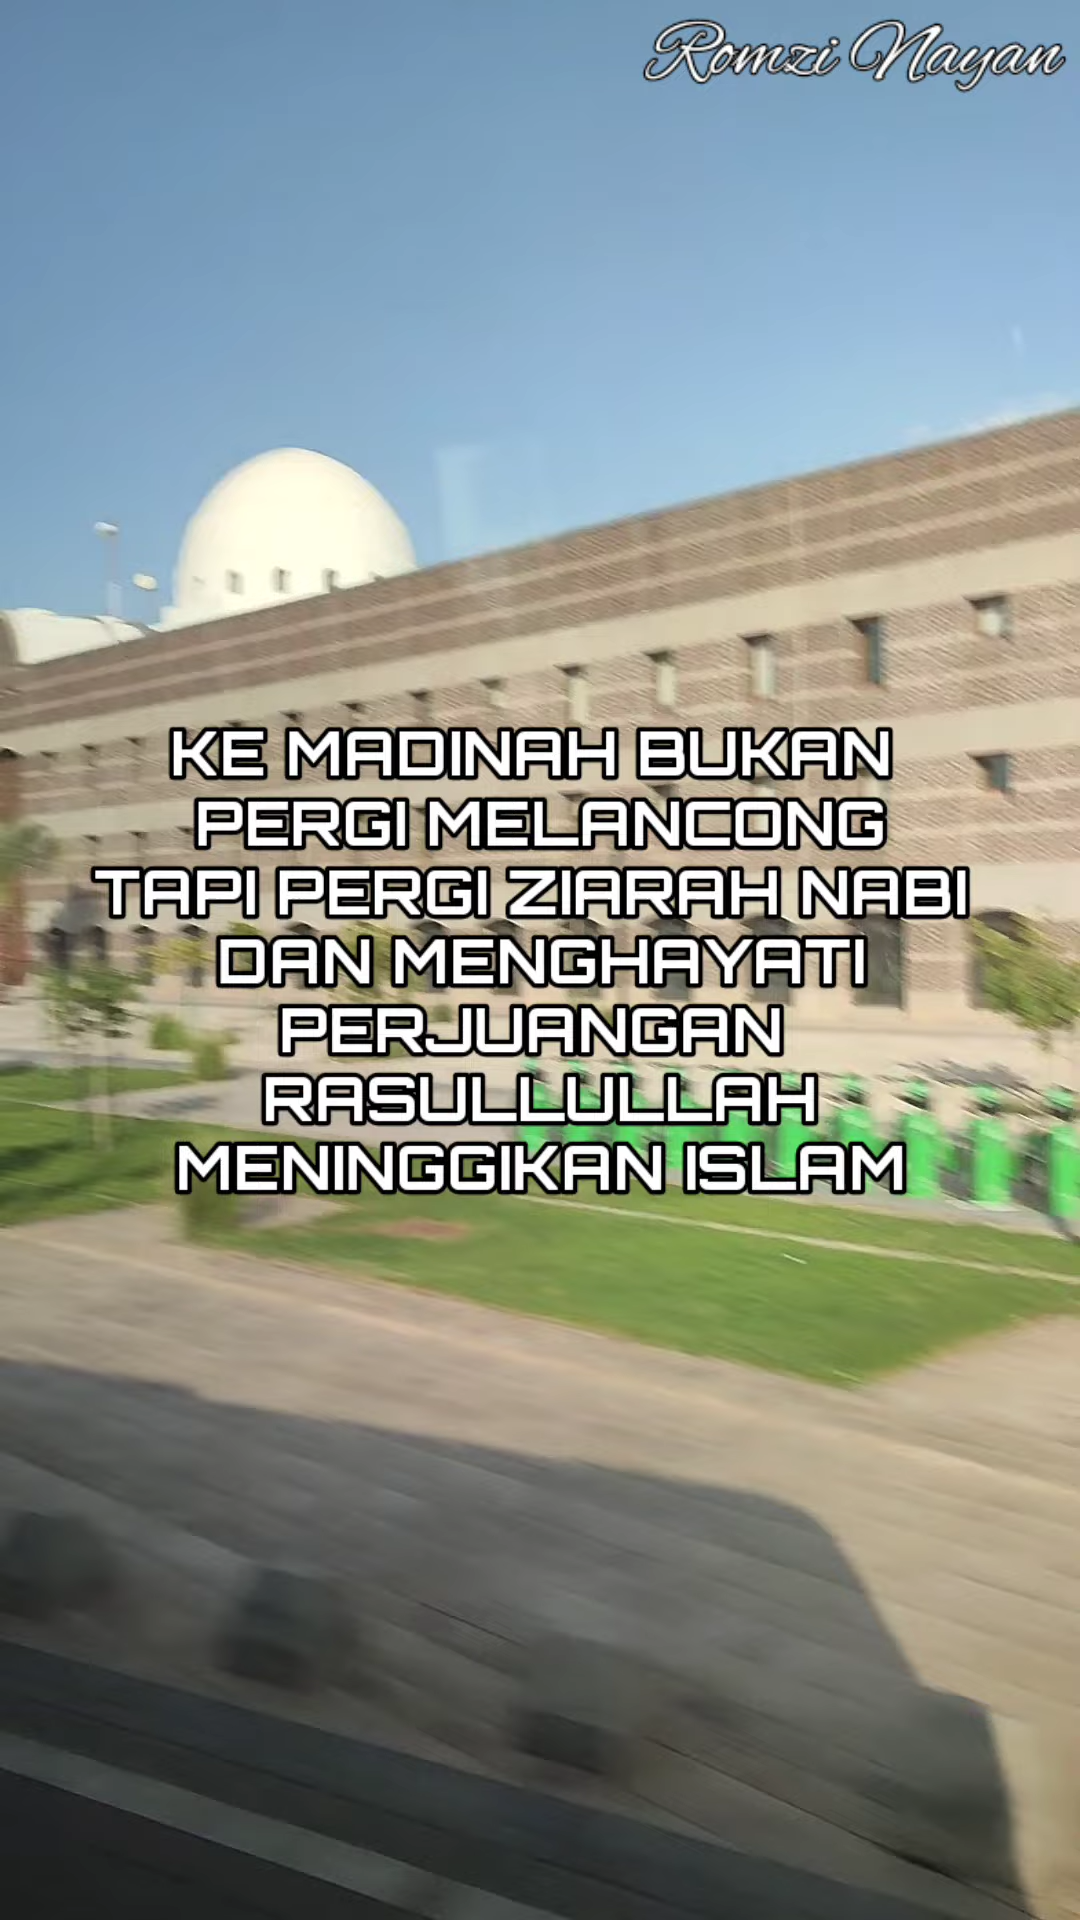 Romzi Nayan
KE MADINAH BUKAN
PERGI MELANCONG
TAPI PERGI ZIARAH NABI
DAN MENGHAYATI
PERJUANGAN
RASULLULLAH
MENINGGIKAN ISLAM